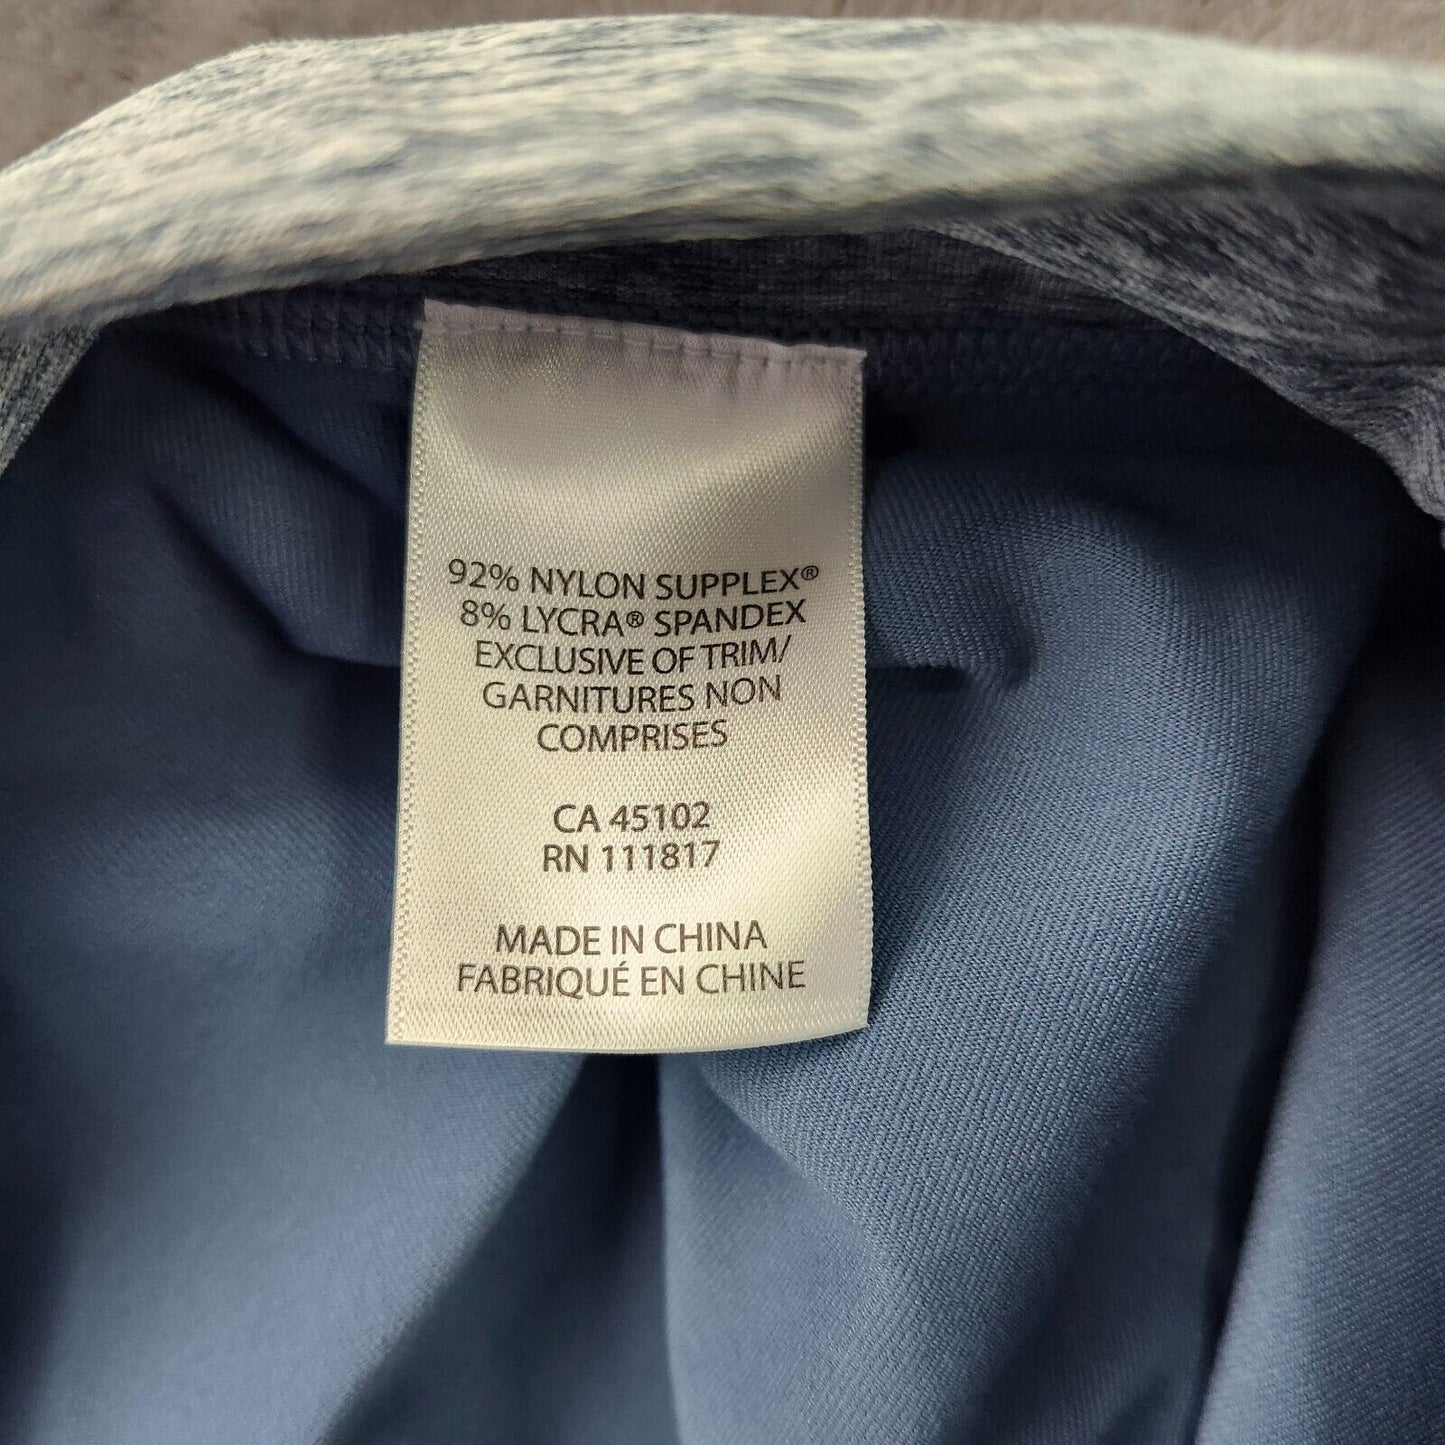 92% NYLON SUPPLEX®
8% LYCRA® SPANDEX
EXCLUSIVE OF TRIM/
GARNITURES NON
COMPRISES
CA 45102
RN 111817
MADE IN CHINA
FABRIQUÉ EN CHINE